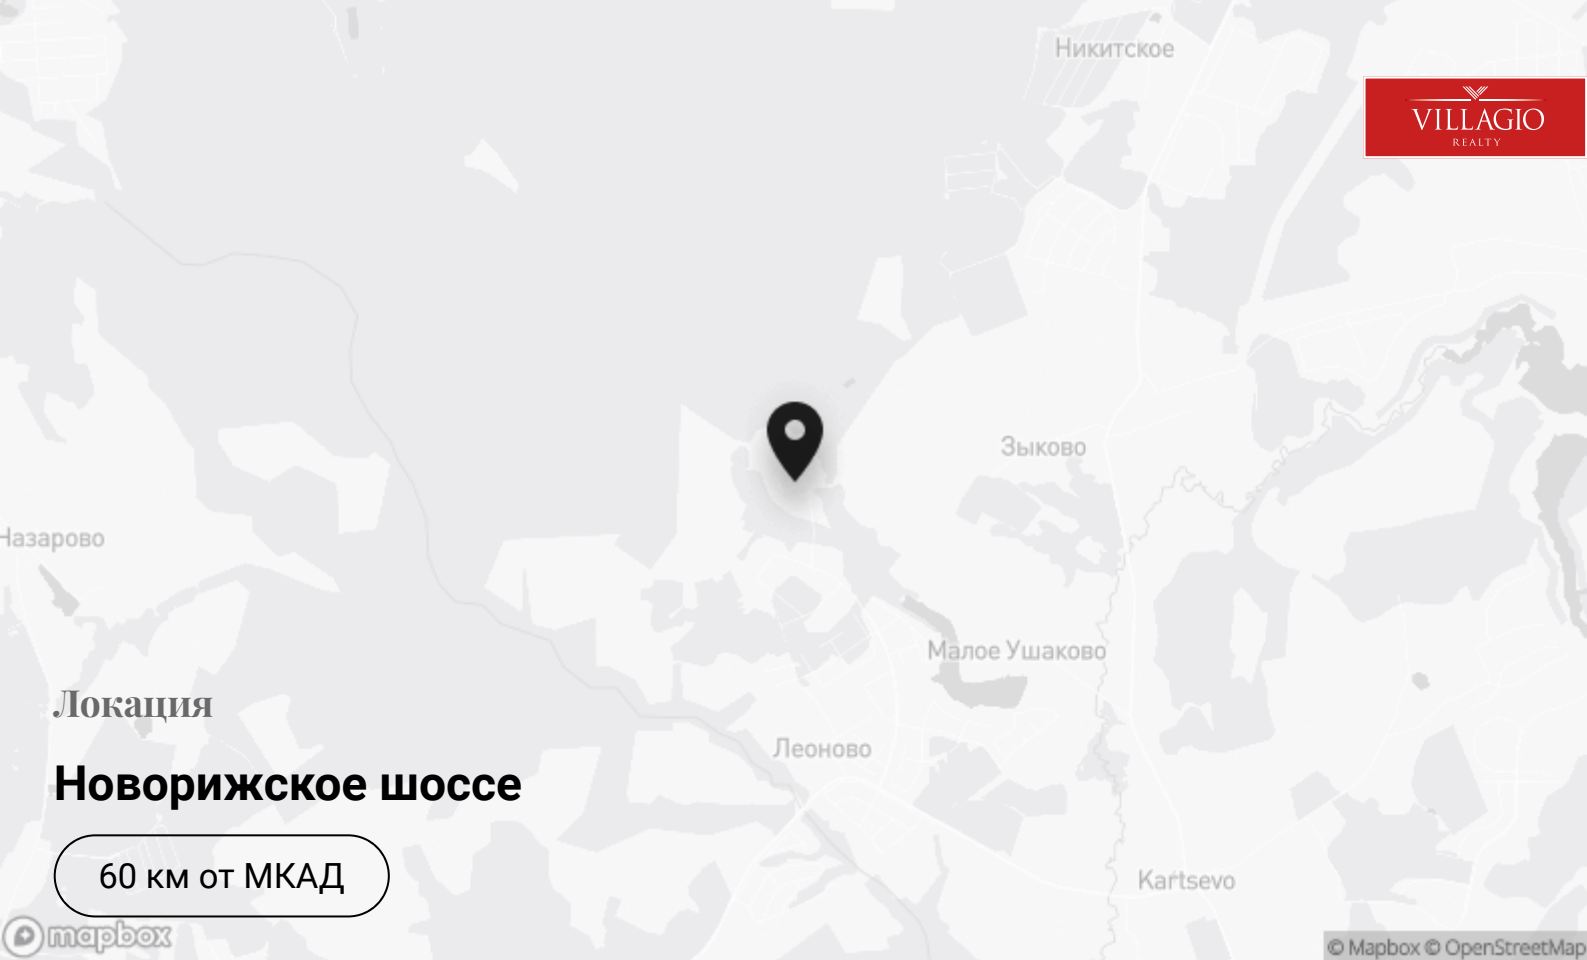 Никитское
VILLAGIO
REALTY
Зыково
Назарово
Малое Ушаково
Локация
Леоново
Новорижское шоссе
60 км от МКАД
Kartsevo
mapbox
© Mapbox © OpenStreetMap